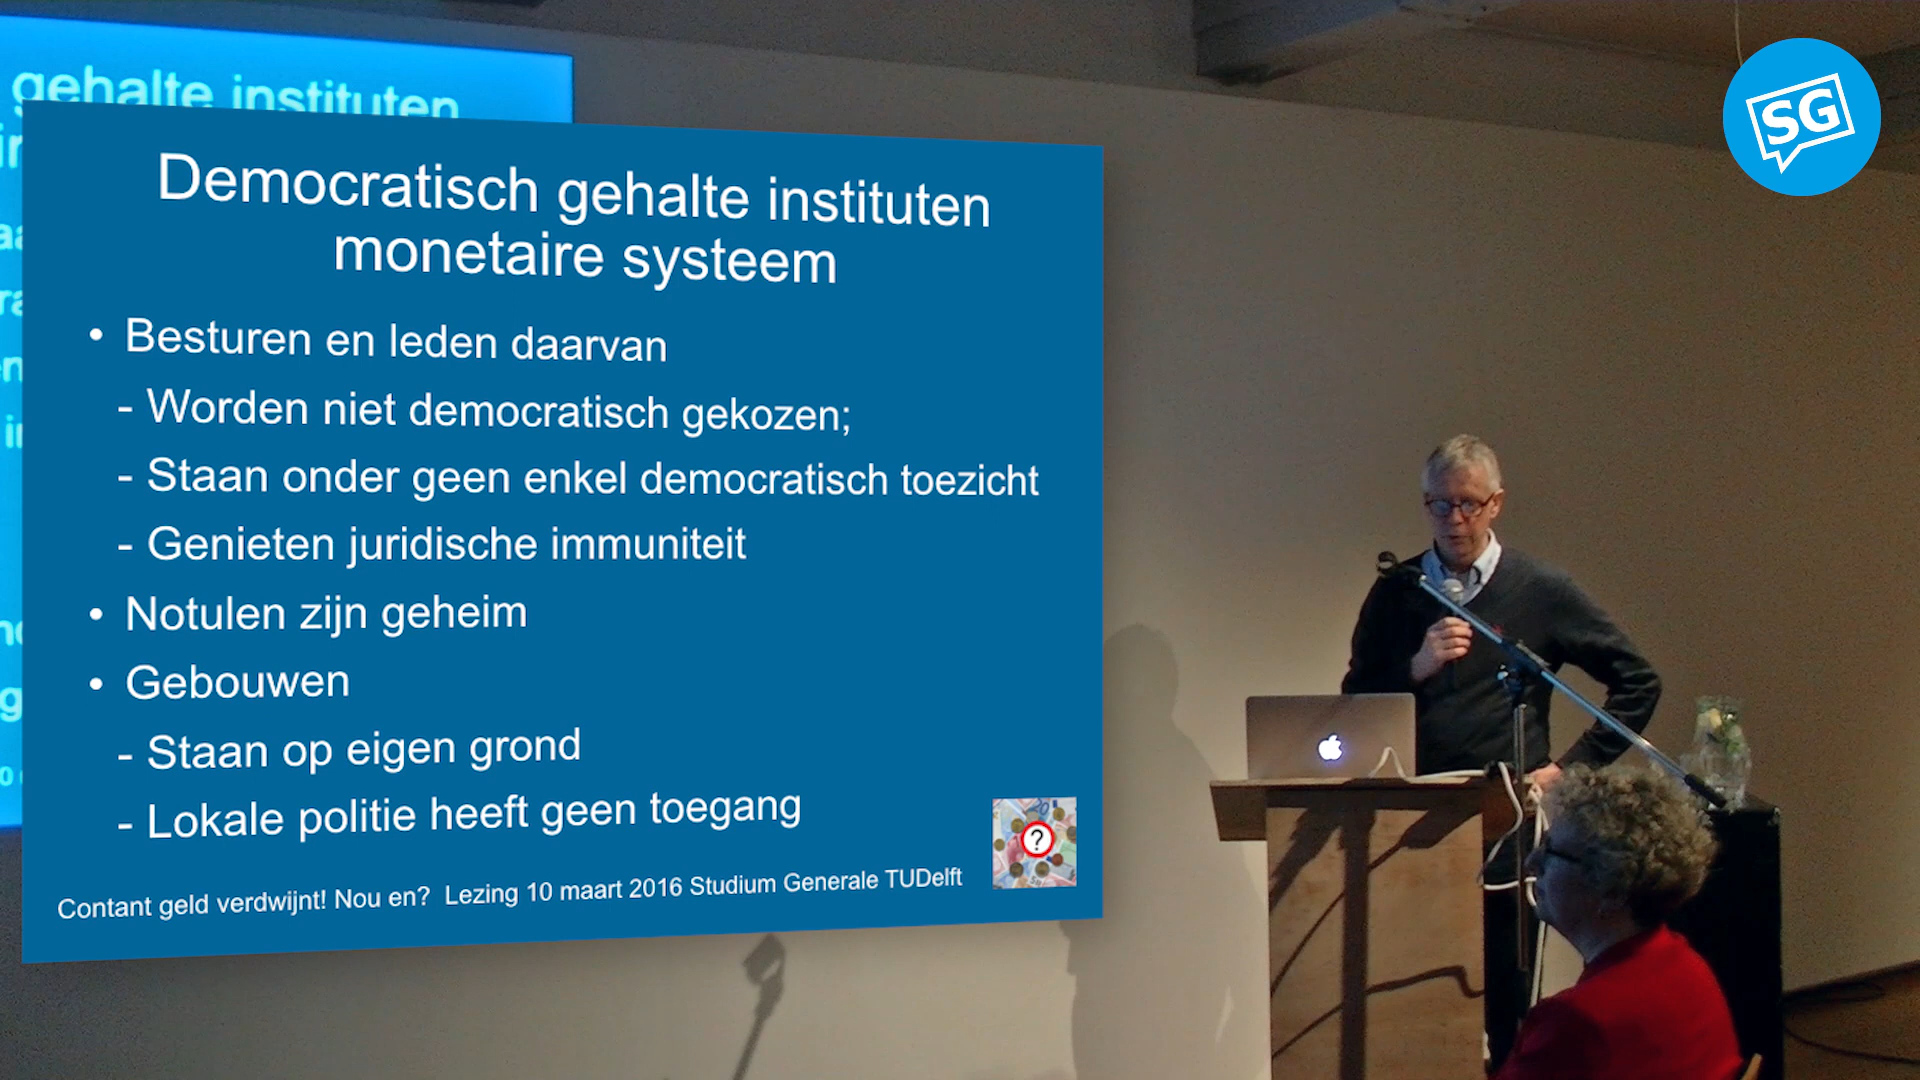 gehalte instituten
Democratisch gehalte instituten
monetaire systeem
• Besturen en leden daarvan
- Worden niet democratisch gekozen;
- Staan onder geen enkel democratisch toezicht
- Genieten juridische immuniteit
• Notulen zijn geheim
• Gebouwen
- Staan op eigen grond
- Lokale politie heeft geen toegang
?
Contant geld verdwijnt! Nou en? Lezing 10 maart 2016 Studium Generale TUDelft
SG